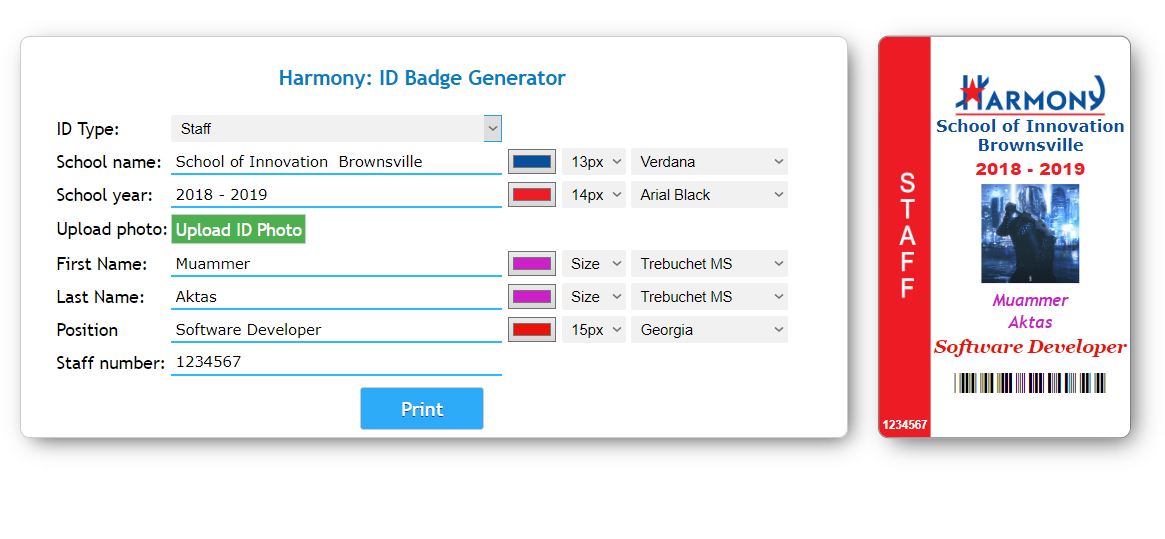 Harmony: ID Badge Generator
ID Type: Staff
School name: School of Innovation  Brownsville 13px Verdana
School year: 2018 - 2019 14px Arial Black
Upload photo: Upload ID Photo
First Name: Muammer Size Trebuchet MS
Last Name: Aktas Size Trebuchet MS
Position Software Developer 15px Georgia
Staff number: 1234567
Print
STAFF
1234567
HARMONY
School of Innovation
Brownsville
2018 - 2019
Muammer
Aktas
Software Developer